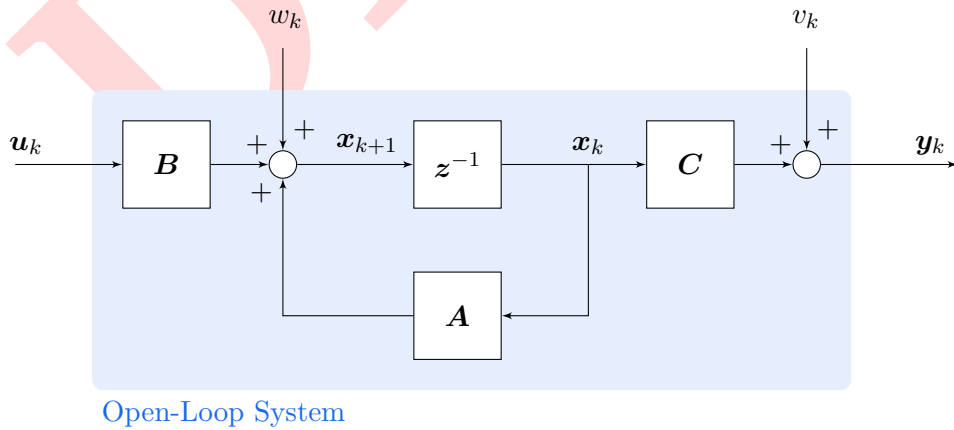 w_k
v_k
u_k
B
+
+
+
x_{k+1}
z^{-1}
x_k
C
+
+
y_k
A
Open-Loop System